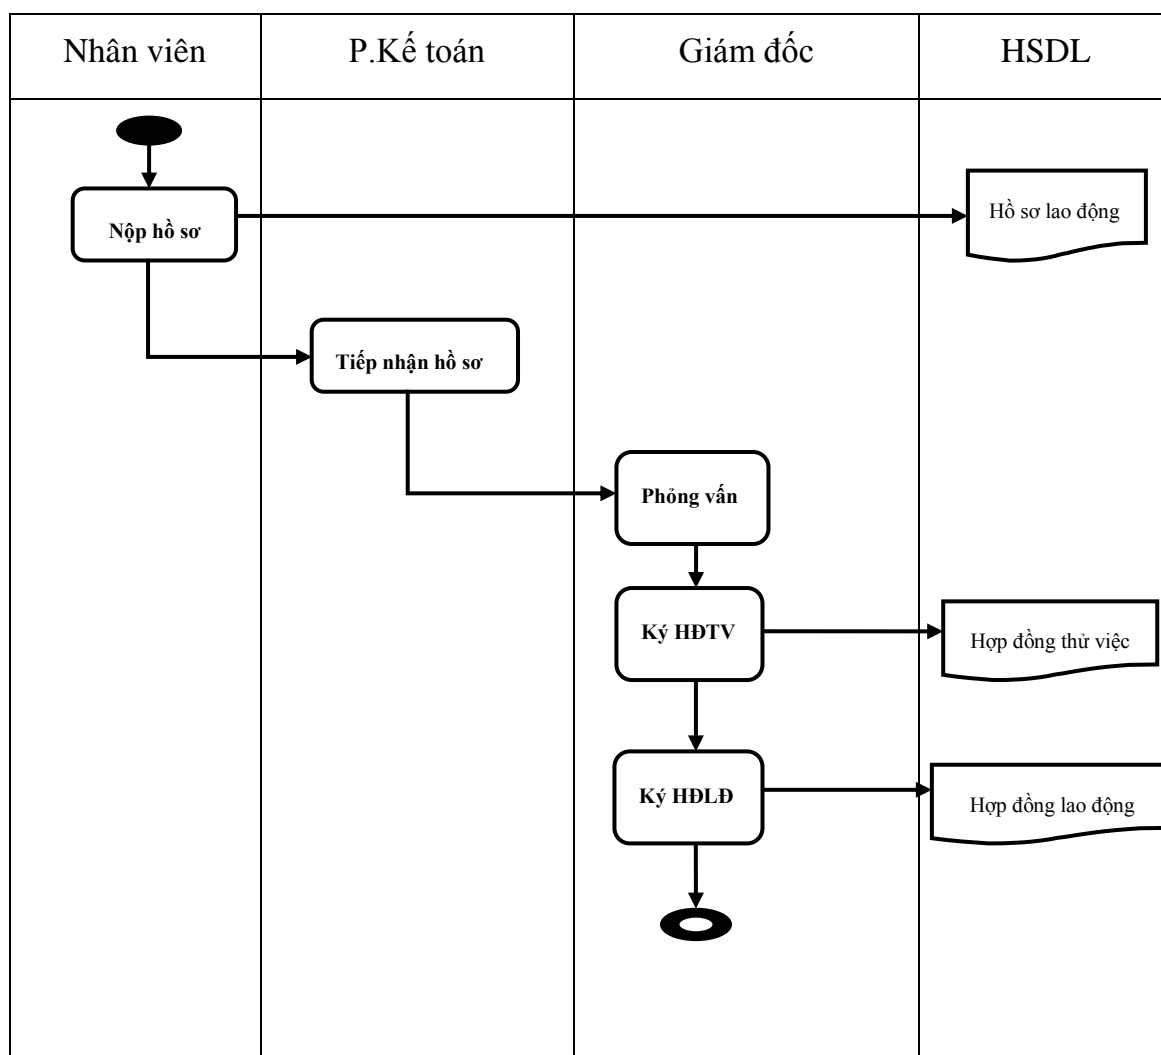 Nhân viên
P.Kế toán
Giám đốc
HSDL
Nộp hồ sơ
Hồ sơ lao động
Tiếp nhận hồ sơ
Phỏng vấn
Ký HĐTV
Hợp đồng thử việc
Ký HĐLĐ
Hợp đồng lao động